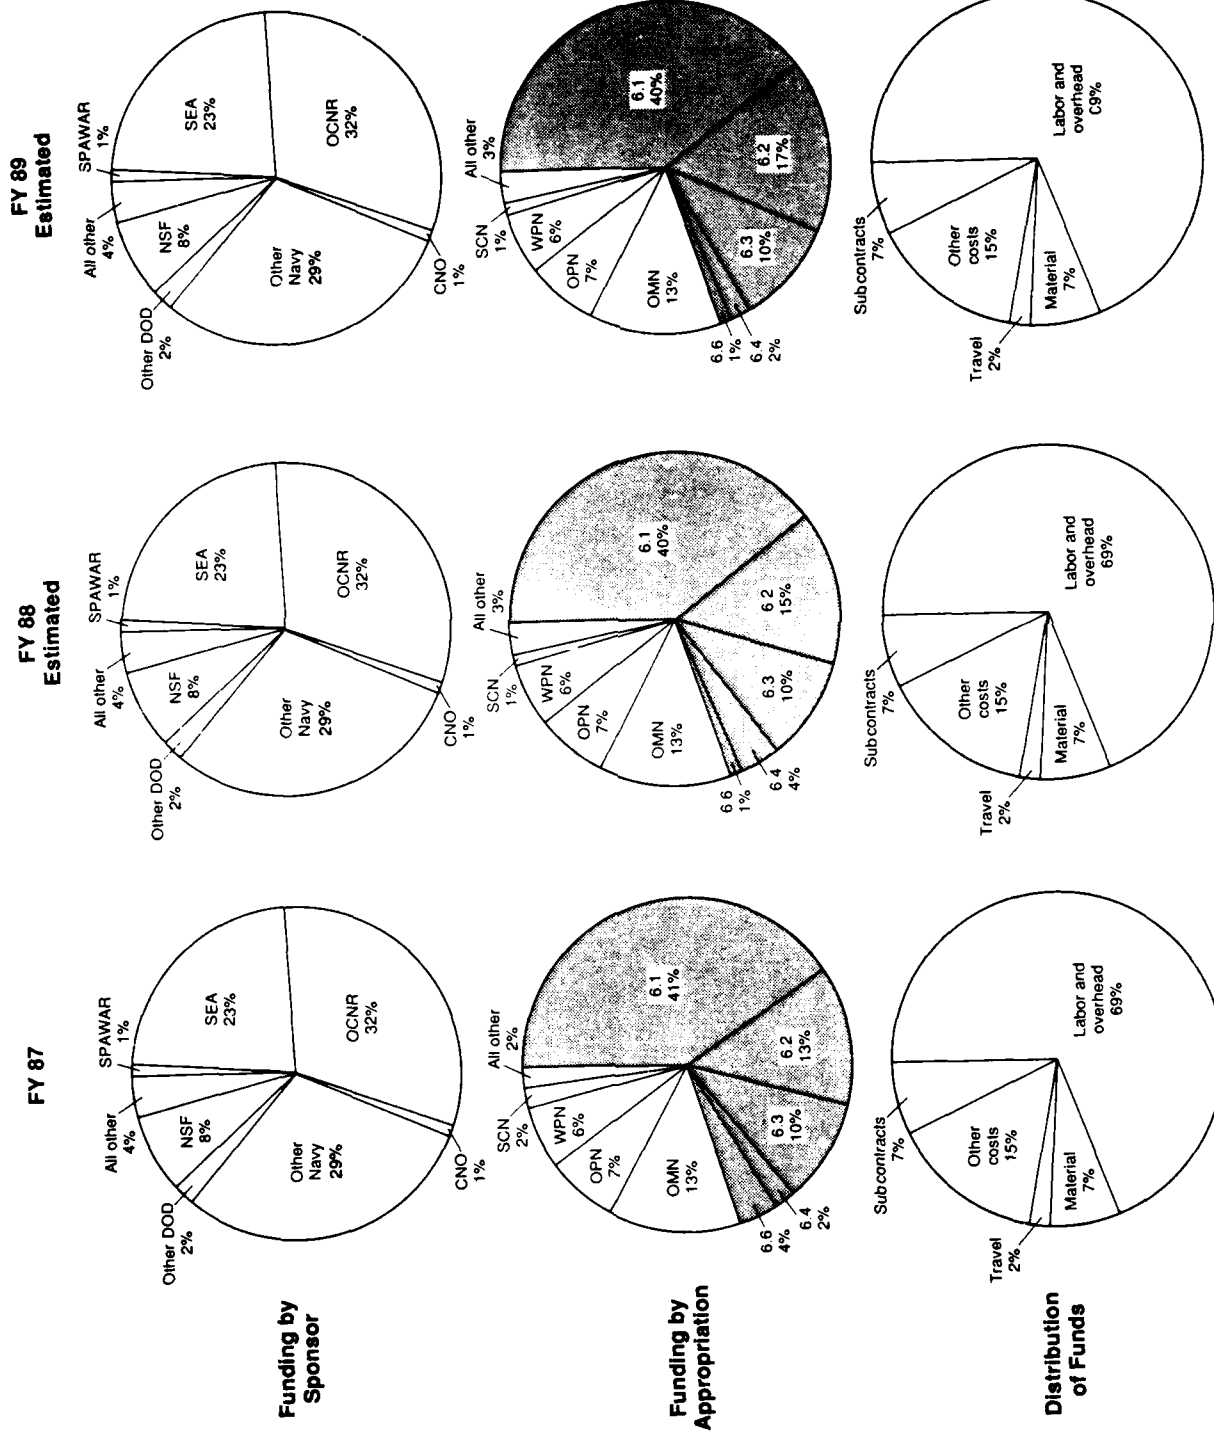 FY 87
FY 88
Estimated
FY 89
Estimated
Funding by
Sponsor
SPAWAR
1%
SEA
23%
OCNR
32%
CNO
1%
Other
Navy
29%
Other DOD
2%
NSF
8%
All other
4%
SPAWAR
1%
SEA
23%
OCNR
32%
CNO
1%
Other
Navy
29%
Other DOD
2%
NSF
8%
All other
4%
SPAWAR
1%
SEA
23%
OCNR
32%
CNO
1%
Other
Navy
29%
Other DOD
2%
NSF
8%
All other
4%
Funding by
Appropriation
All other
2%
6.1
41%
6.2
13%
6.3
10%
6.4
2%
6.6
4%
OMN
13%
OPN
7%
WPN
6%
SCN
2%
All other
3%
6.1
40%
6 2
15%
6.3
10%
6 4
4%
6 6
1%
OMN
13%
OPN
7%
WPN
6%
SCN
1%
All other
3%
6.1
40%
6.2
17%
6.3
10%
6.4
2%
6.6
1%
OMN
13%
OPN
7%
WPN
6%
SCN
1%
Distribution
of Funds
Subcontracts
7%
Other
costs
15%
Travel
2%
Material
7%
Labor and
overhead
69%
Subcontracts
7%
Other
costs
15%
Travel
2%
Material
7%
Labor and
overhead
69%
Subcontracts
7%
Other
costs
15%
Travel
2%
Material
7%
Labor and
overhead
C9%